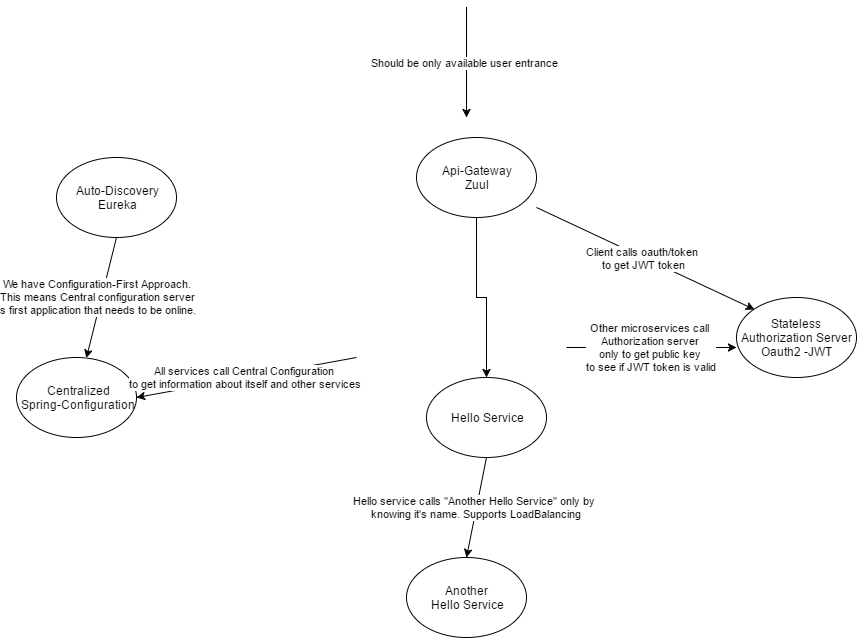 Should be only available user entrance
Api-Gateway
Zuul
Auto-Discovery
Eureka
Client calls oauth/token
to get JWT token
We have Configuration-First Approach.
This means Central configuration server
s first application that needs to be online.
Stateless
Authorization Server
Oauth2 -JWT
Other microservices call
Authorization server
only to get public key
to see if JWT token is valid
All services call Central Configuration
to get information about itself and other services
Centralized
Spring-Configuration
Hello Service
Hello service calls "Another Hello Service" only by
knowing it's name. Supports LoadBalancing
Another
Hello Service